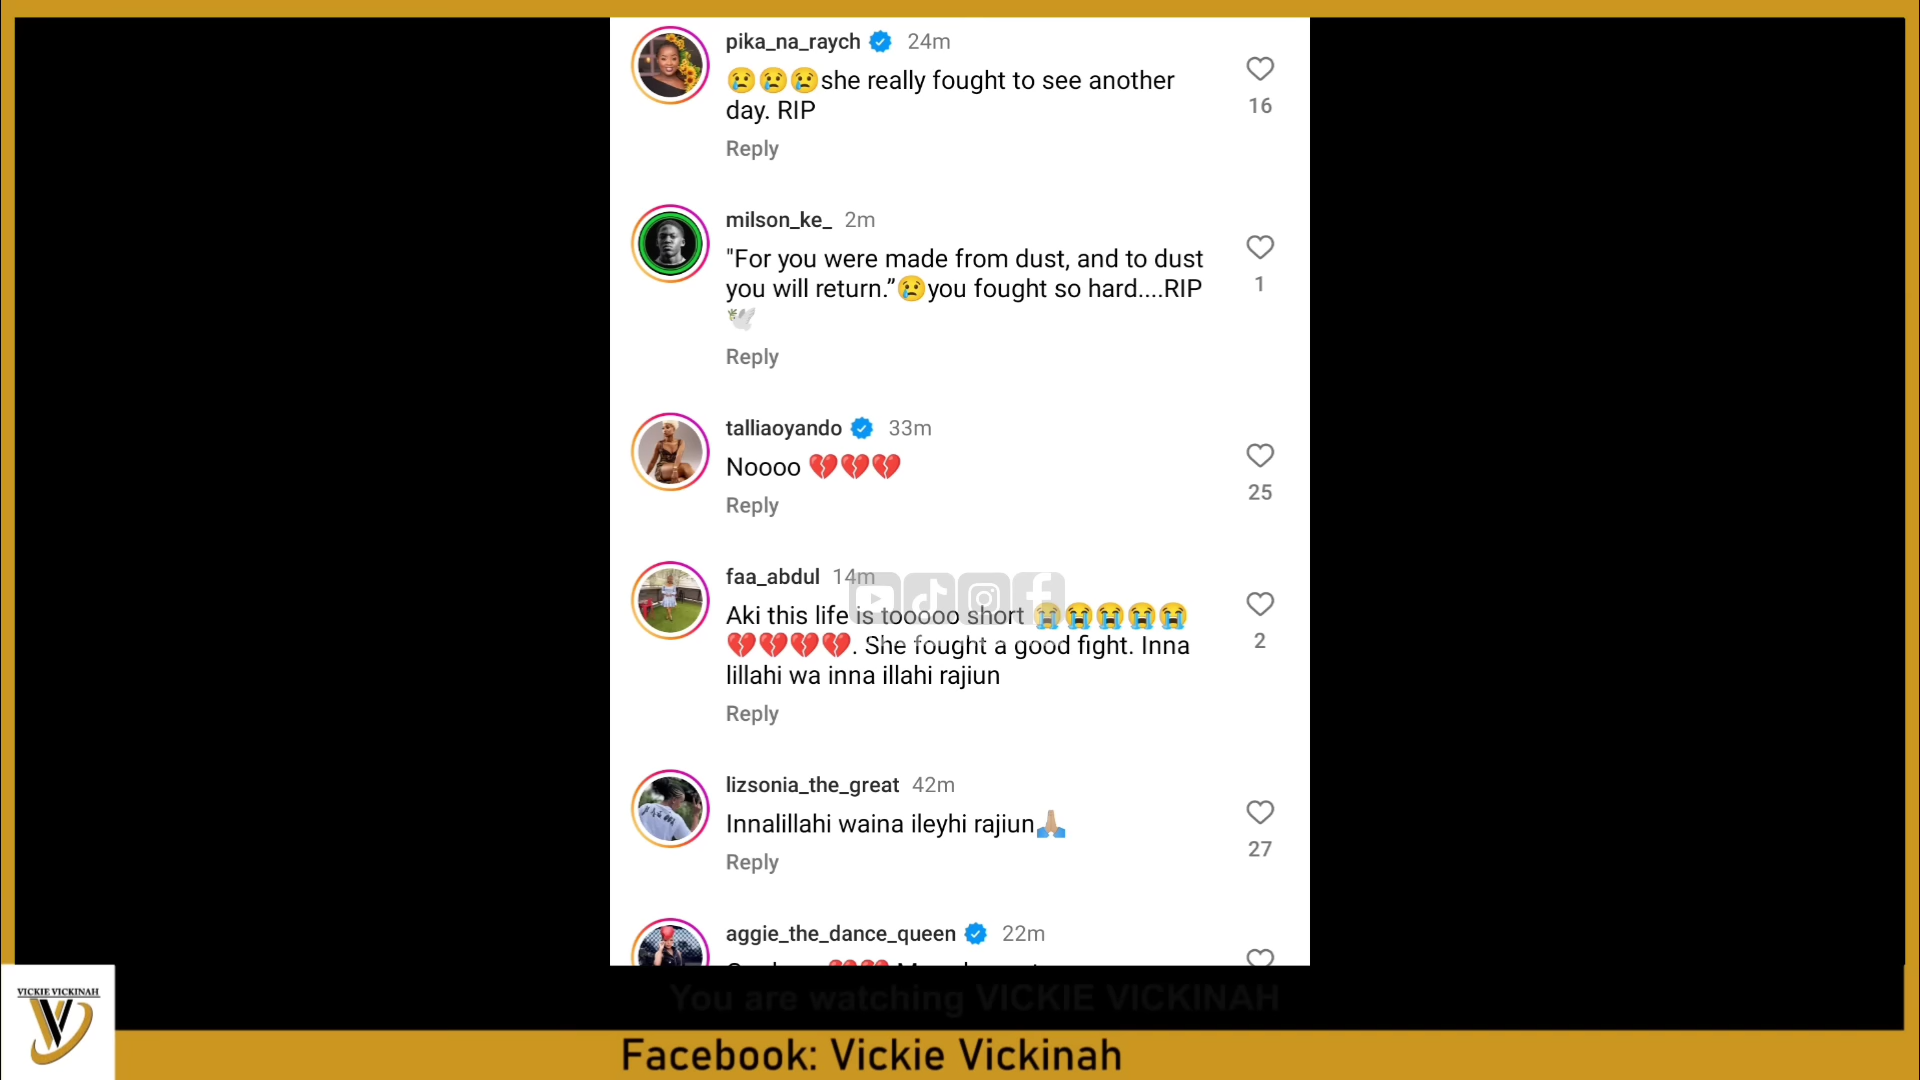 pika_na_raych 24m
😢😢😢she really fought to see another
day. RIP
16
Reply
milson_ke_ 2m
"For you were made from dust, and to dust
you will return.”😢you fought so hard....RIP
🕊️
1
Reply
talliaoyando 33m
Noooo 💔💔💔
25
Reply
faa_abdul 14m
Aki this life is tooooo short 😭😭😭😭😭
💔💔💔💔. She fought a good fight. Inna
lillahi wa inna illahi rajiun
2
Reply
lizsonia_the_great 42m
Innalillahi waina ileyhi rajiun🙏🏽
27
Reply
aggie_the_dance_queen 22m
You are watching VICKIE VICKINAH
VICKIE VICKINAH
Facebook: Vickie Vickinah